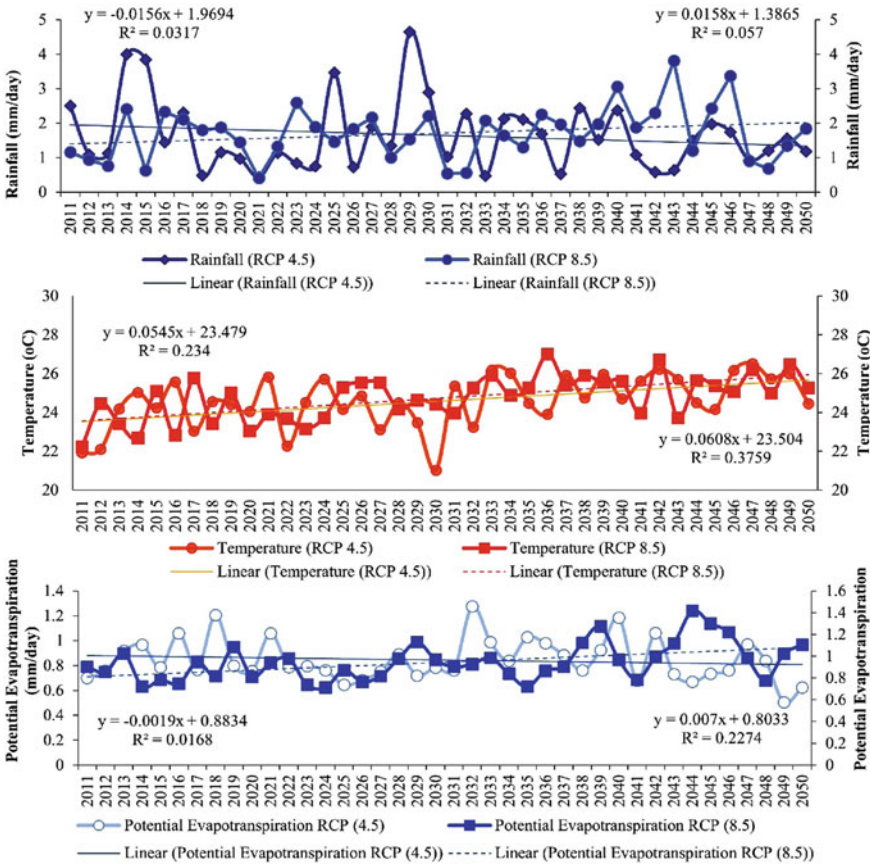 y = -0.0156x + 1.9694
R² = 0.0317
y = 0.0158x + 1.3865
R² = 0.057
Rainfall (mm/day)
5
4
3
2
1
0
5
4
3
2
1
0
Rainfall (mm/day)
2011 2012 2013 2014 2015 2016 2017 2018 2019 2020 2021 2022 2023 2024 2025 2026 2027 2028 2029 2030 2031 2032 2033 2034 2035 2036 2037 2038 2039 2040 2041 2042 2043 2044 2045 2046 2047 2048 2049 2050
Rainfall (RCP 4.5) Rainfall (RCP 8.5)
Linear (Rainfall (RCP 4.5)) Linear (Rainfall (RCP 8.5))
Temperature (oC)
30
28
26
24
22
20
30
28
26
24
22
20
Temperature (oC)
y = 0.0545x + 23.479
R² = 0.234
y = 0.0608x + 23.504
R² = 0.3759
2011 2012 2013 2014 2015 2016 2017 2018 2019 2020 2021 2022 2023 2024 2025 2026 2027 2028 2029 2030 2031 2032 2033 2034 2035 2036 2037 2038 2039 2040 2041 2042 2043 2044 2045 2046 2047 2048 2049 2050
Temperature (RCP 4.5) Temperature (RCP 8.5)
Linear (Temperature (RCP 4.5)) Linear (Temperature (RCP 8.5))
Potential Evapotranspiration
(mm/day)
1.4
1.2
1
0.8
0.6
0.4
0.2
0
1.6
1.4
1.2
1.0
0.8
0.6
0.4
0.2
0
Potential Evapotranspiration
(mm/day)
y = -0.0019x + 0.8834
R² = 0.0168
y = 0.007x + 0.8033
R² = 0.2274
2011 2012 2013 2014 2015 2016 2017 2018 2019 2020 2021 2022 2023 2024 2025 2026 2027 2028 2029 2030 2031 2032 2033 2034 2035 2036 2037 2038 2039 2040 2041 2042 2043 2044 2045 2046 2047 2048 2049 2050
Potential Evapotranspiration RCP (4.5) Potential Evapotranspiration RCP (8.5)
Linear (Potential Evapotranspiration RCP (4.5)) Linear (Potential Evapotranspiration RCP (8.5))